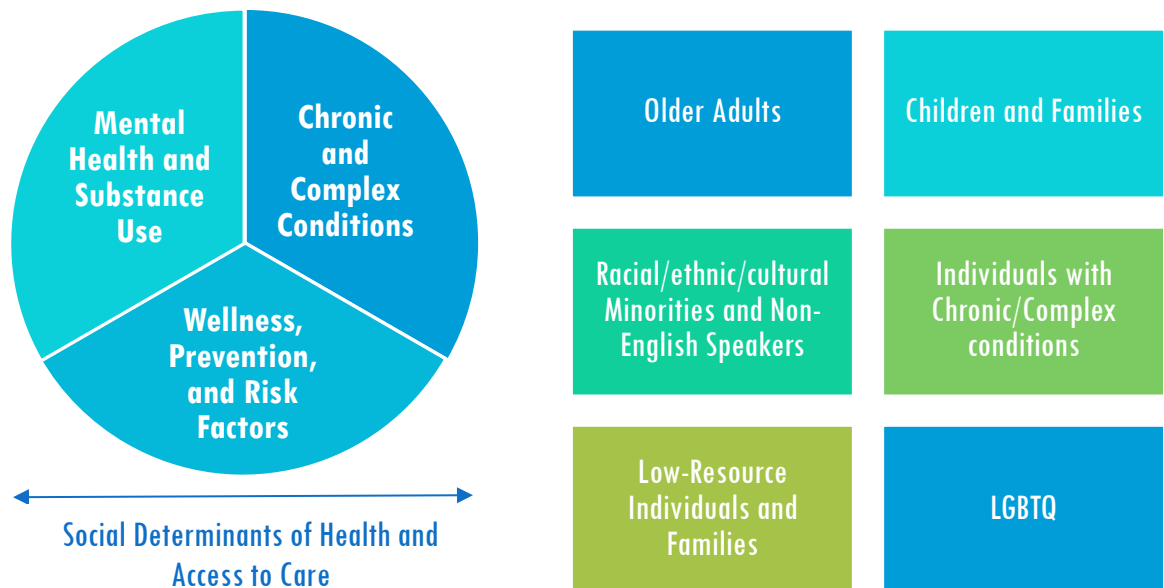 Mental
Health and
Substance
Use
Chronic
and
Complex
Conditions
Wellness,
Prevention,
and Risk
Factors
Social Determinants of Health and
Access to Care
Older Adults
Children and Families
Racial/ethnic/cultural
Minorities and Non-
English Speakers
Individuals with
Chronic/Complex
conditions
Low-Resource
Individuals and
Families
LGBTQ